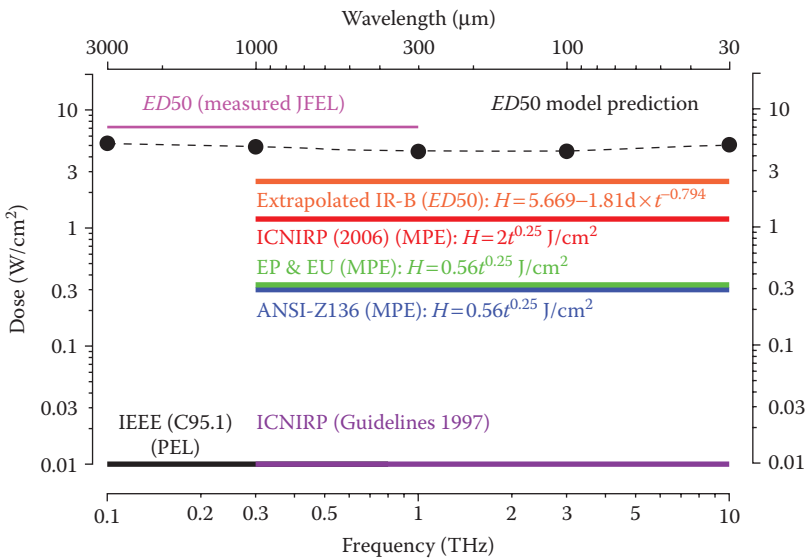 Wavelength (μm)
3000 1000 300 100 30
ED50 (measured JFEL) ED50 model prediction
Extrapolated IR-B (ED50): H=5.669−1.81d×t^−0.794
ICNIRP (2006) (MPE): H=2t^0.25 J/cm^2
EP & EU (MPE): H=0.56t^0.25 J/cm^2
ANSI-Z136 (MPE): H=0.56t^0.25 J/cm^2
IEEE (C95.1) ICNIRP (Guidelines 1997)
(PEL)
Dose (W/cm^2)
10
3
1
0.3
0.1
0.03
0.01
10
3
1
0.3
0.1
0.03
0.01
0.1 0.2 0.3 0.5 1 2 3 5 10
Frequency (THz)